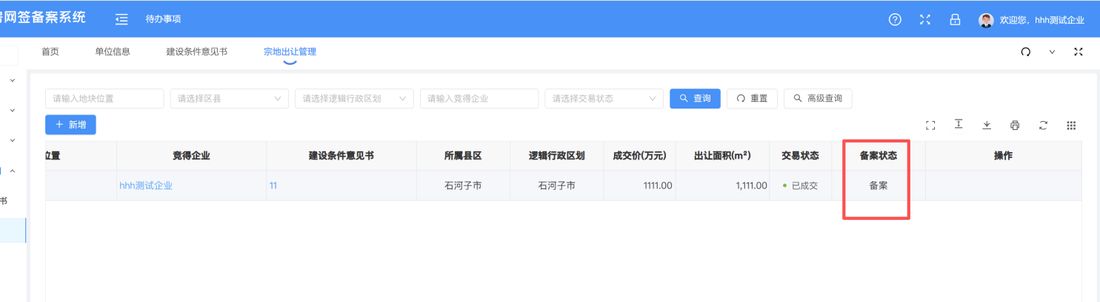 房网签备案系统
待办事项
欢迎您，hhh测试企业
首页 单位信息 建设条件意见书 宗地出让管理
请输入地块位置 请选择区县 请选择逻辑行政区划 请输入竞得企业 请选择交易状态 查询 重置 高级查询
+ 新增
位置 竞得企业 建设条件意见书 所属县区 逻辑行政区划 成交价(万元) 出让面积(m²) 交易状态 备案状态 操作
hhh测试企业 11 石河子市 石河子市 1111.00 1,111.00 已成交 备案
书